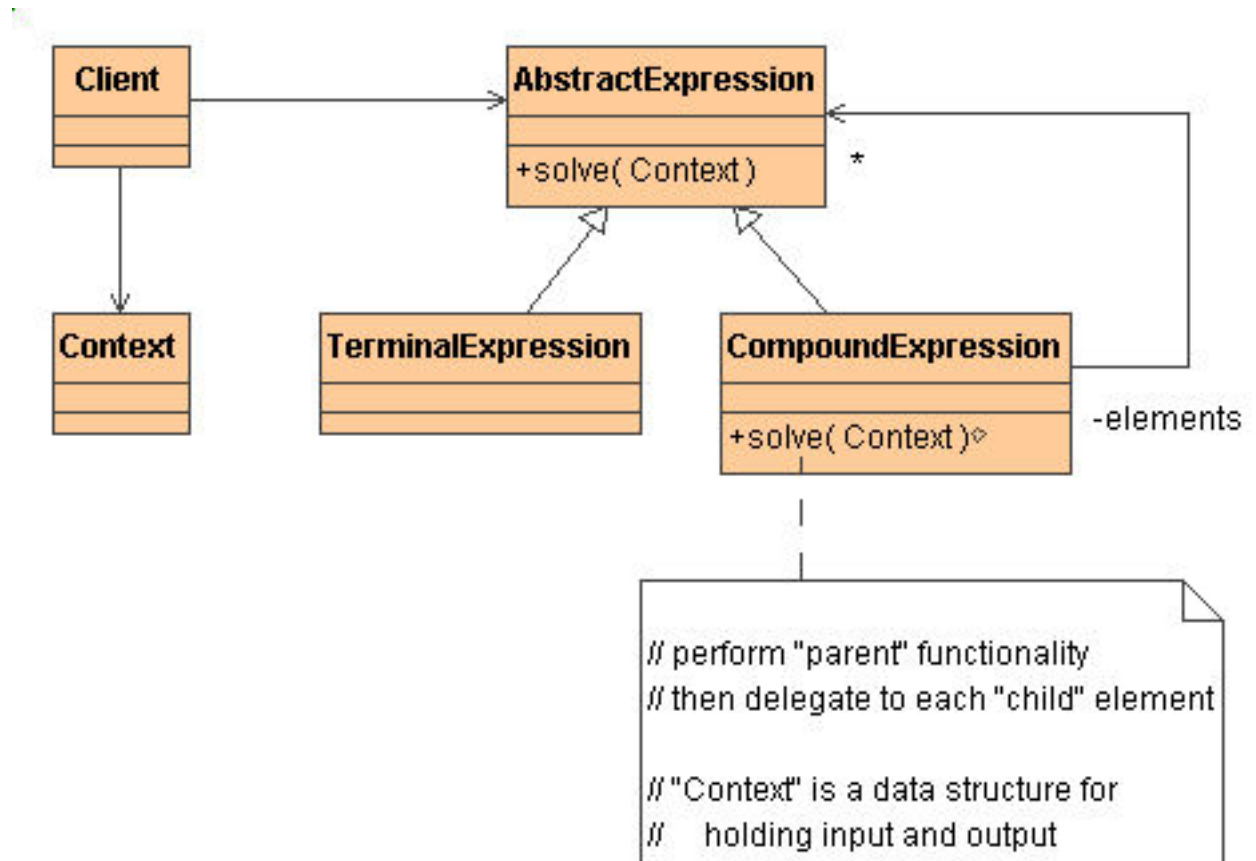 Client
AbstractExpression
+solve( Context )
*
Context
TerminalExpression
CompoundExpression
+solve( Context )
-elements
// perform "parent" functionality
// then delegate to each "child" element
// "Context" is a data structure for
// holding input and output